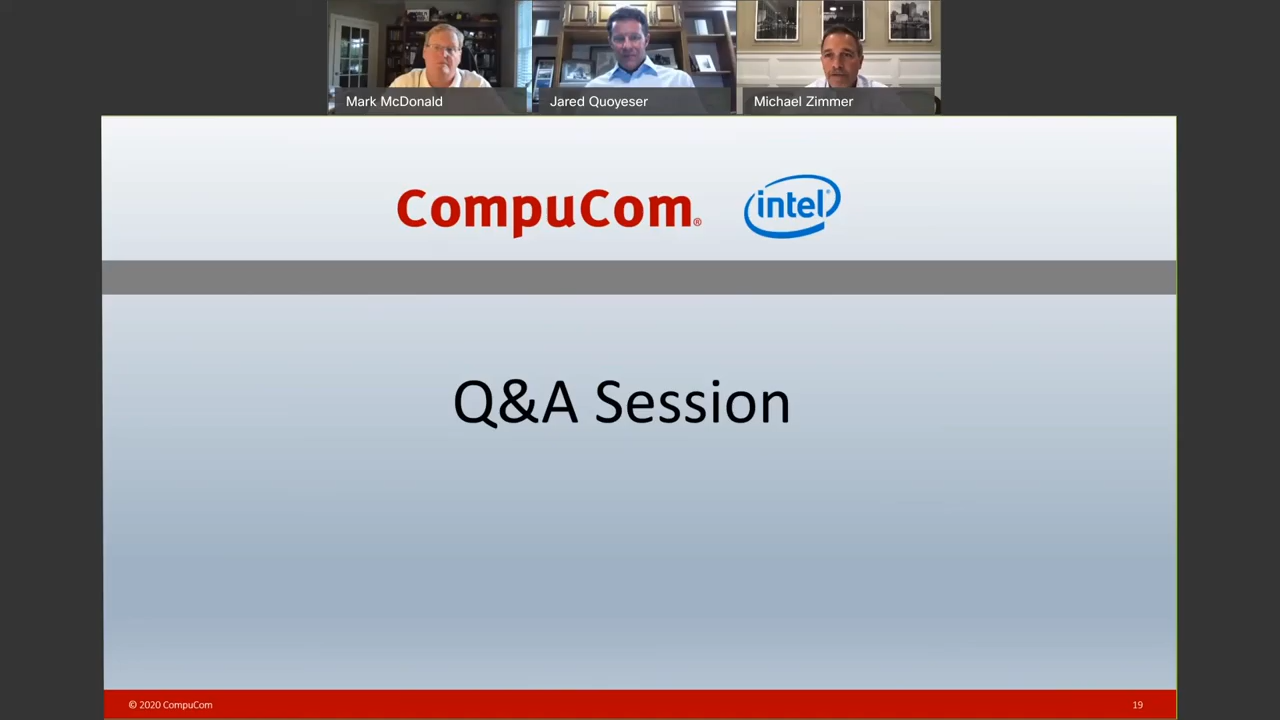 Mark McDonald
Jared Quoyeser
Michael Zimmer
CompuCom®
intel®
Q&A Session
© 2020 CompuCom
19